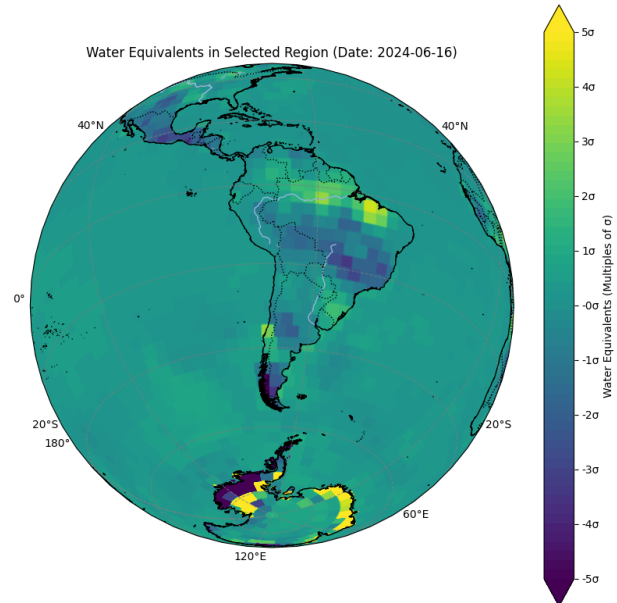 Water Equivalents in Selected Region (Date: 2024-06-16)
40°N
40°N
0°
20°S
20°S
180°
60°E
120°E
5σ
4σ
3σ
2σ
1σ
-0σ
-1σ
-2σ
-3σ
-4σ
-5σ
Water Equivalents (Multiples of σ)